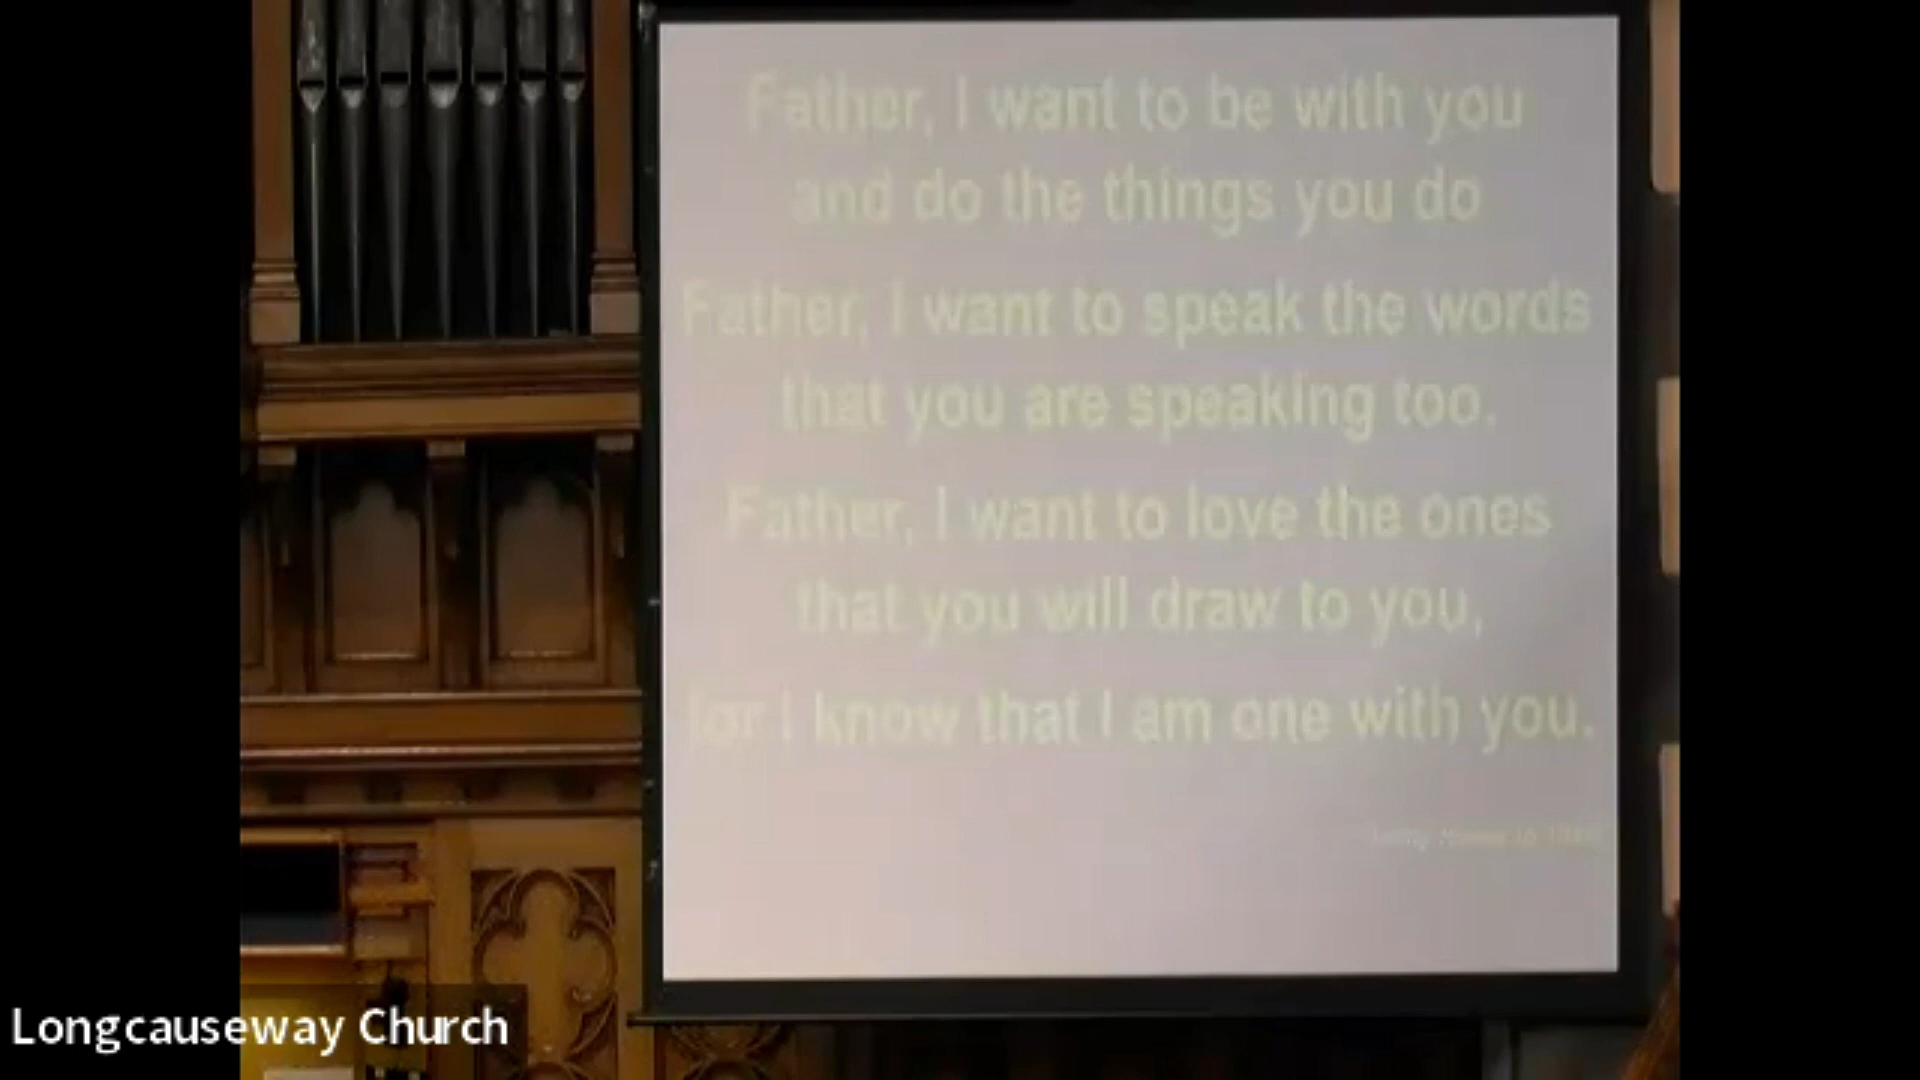 Father, I want to be with you
and do the things you do
Father, I want to speak the words
that you are speaking too.
Father, I want to love the ones
that you will draw to you,
for I know that I am one with you.
Longcauseway Church